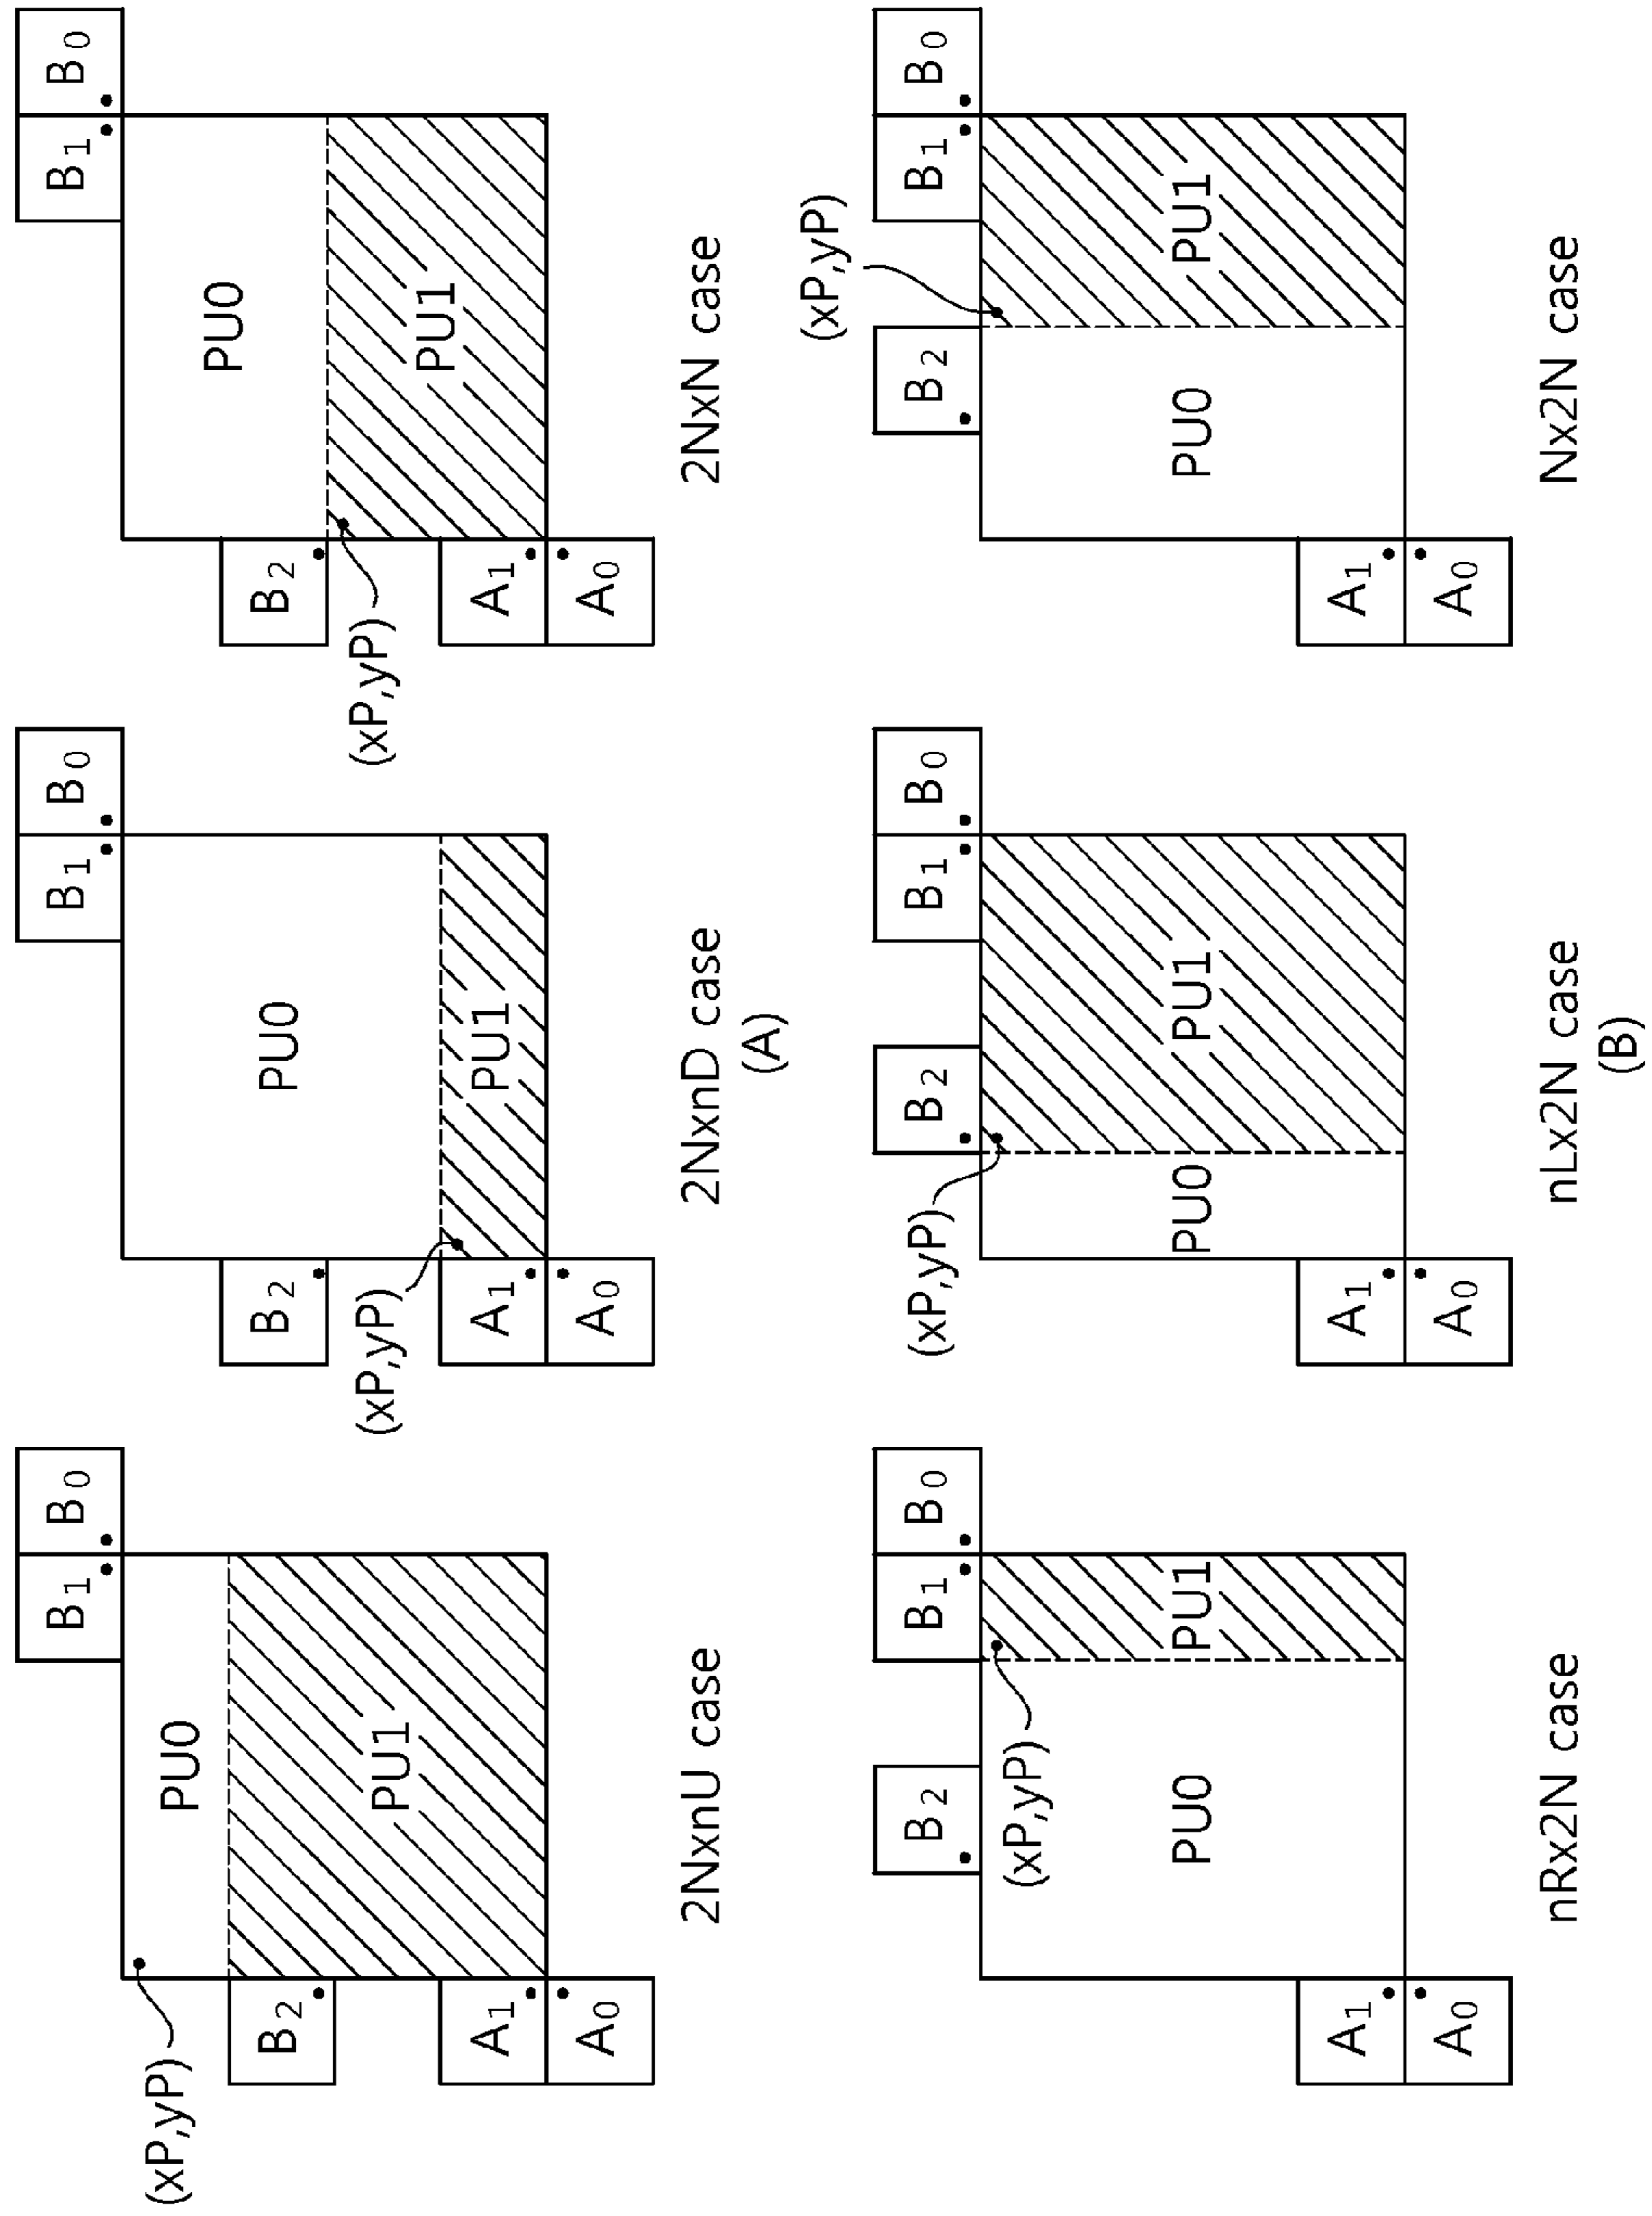 B1 B0
(xP,yP)
PU0
B2
PU1
A1
A0
2NxnU case
B1 B0
PU0
B2
(xP,yP)
A1 PU1
A0
2NxnD case
(A)
B1 B0
PU0
B2
(xP,yP)
PU1
A1
A0
2NxN case
B2 B1 B0
(xP,yP)
PU0 PU1
A1
A0
nRx2N case
B2 B1 B0
(xP,yP)
PU0 PU1
A1
A0
nLx2N case
(B)
(xP,yP)
B2 B1 B0
PU0 PU1
A1
A0
Nx2N case